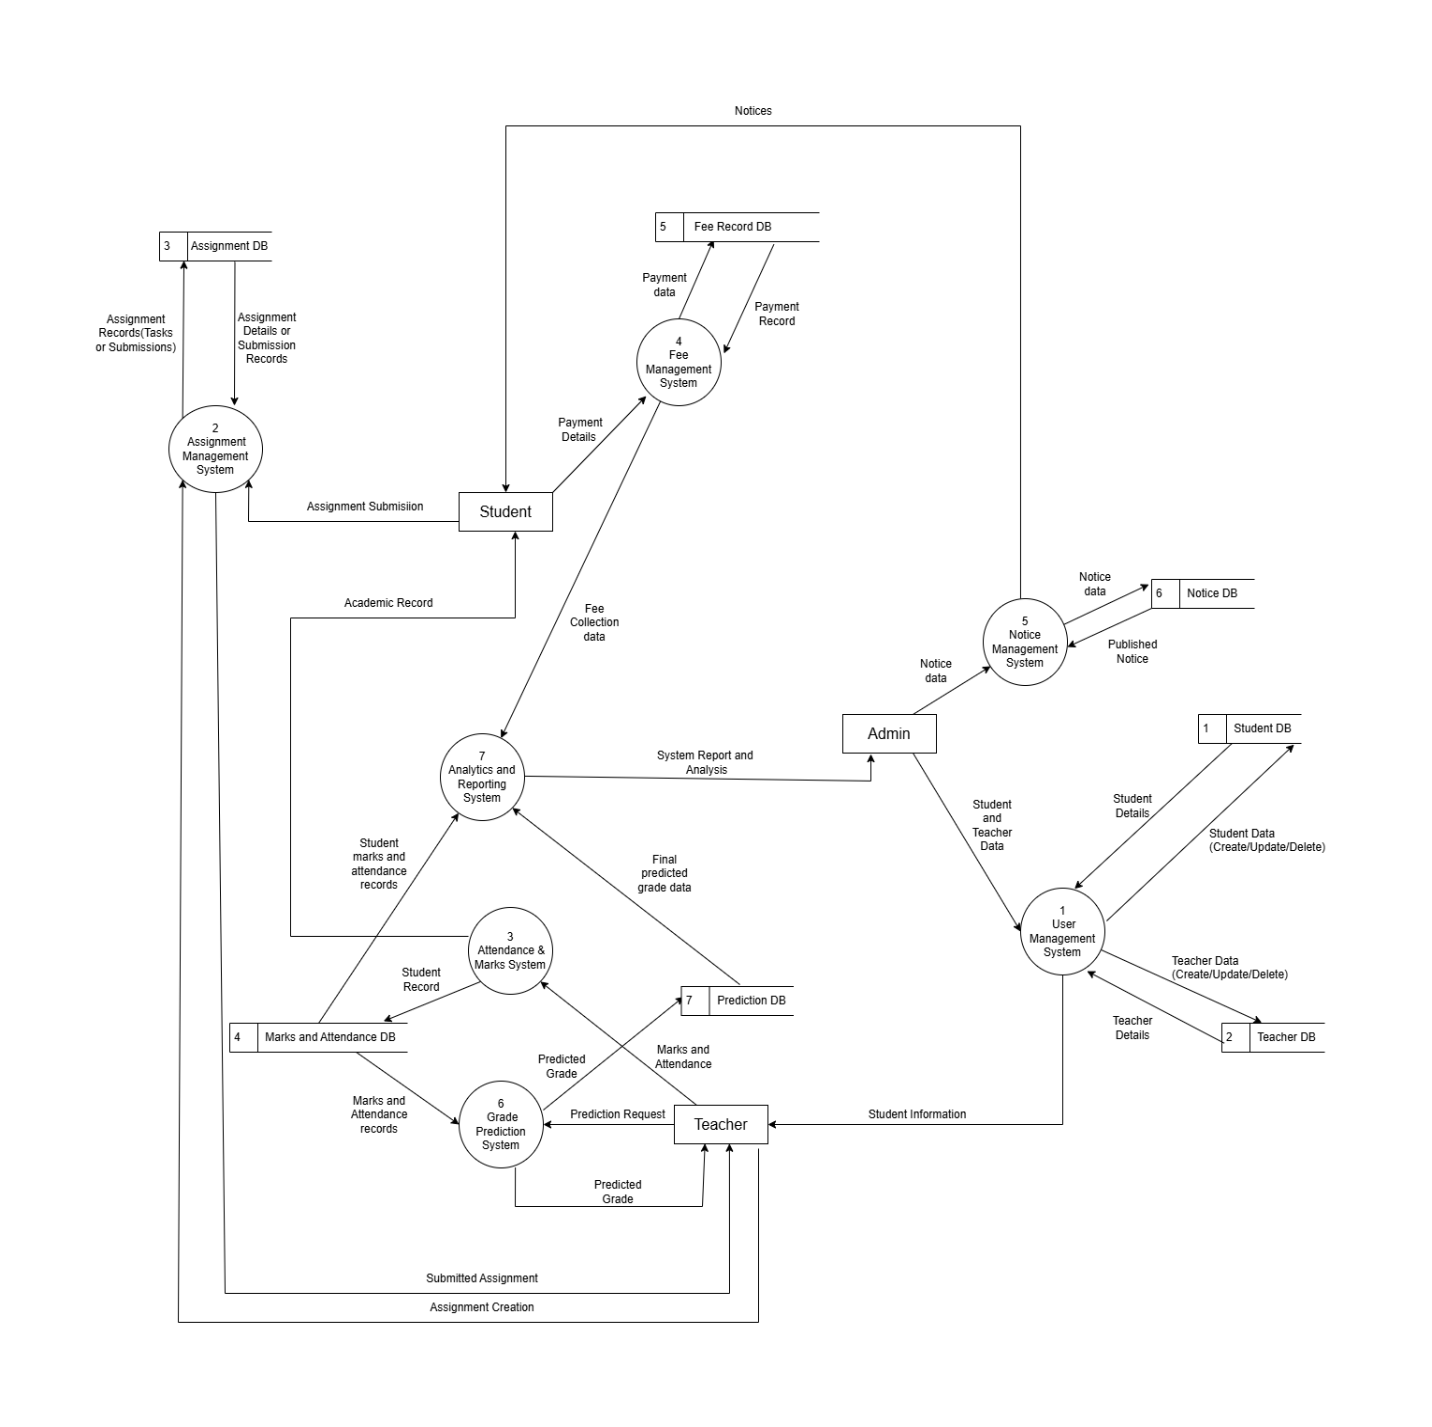 Notices
5 Fee Record DB
3 Assignment DB
Payment
data
Payment
Record
Assignment
Records(Tasks
or Submissions)
Assignment
Details or
Submission
Records
4
Fee
Management
System
Payment
Details
2
Assignment
Management
System
Assignment Submisiion
Student
Academic Record
Fee
Collection
data
Notice
data
6 Notice DB
5
Notice
Management
System
Published
Notice
Notice
data
Admin
1 Student DB
7
Analytics and
Reporting
System
System Report and
Analysis
Student
and
Teacher
Data
Student
Details
Student Data
(Create/Update/Delete)
Student
marks and
attendance
records
Final
predicted
grade data
1
User
Management
System
3
Attendance &
Marks System
Student
Record
Teacher Data
(Create/Update/Delete)
7 Prediction DB
Teacher
Details
2 Teacher DB
4 Marks and Attendance DB
Predicted
Grade
Marks and
Attendance
Marks and
Attendance
records
6
Grade
Prediction
System
Prediction Request
Teacher
Student Information
Predicted
Grade
Submitted Assignment
Assignment Creation